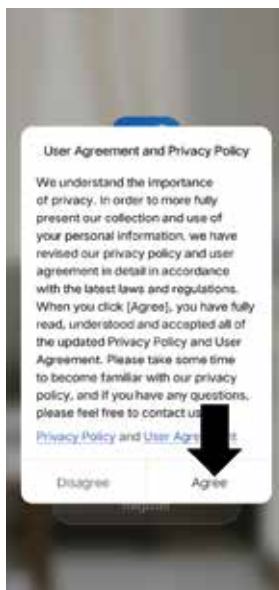 User Agreement and Privacy Policy
We understand the importance
of privacy. In order to more fully
present our collection and use of
your personal information, we have
revised our privacy policy and user
agreement in detail in accordance
with the latest laws and regulations.
When you click [Agree], you have fully
read, understood and accepted all of
the updated Privacy Policy and User
Agreement. Please take some time
to become familiar with our privacy
policy, and if you have any questions,
please feel free to contact us
Privacy Policy and User
Disagree
Agree